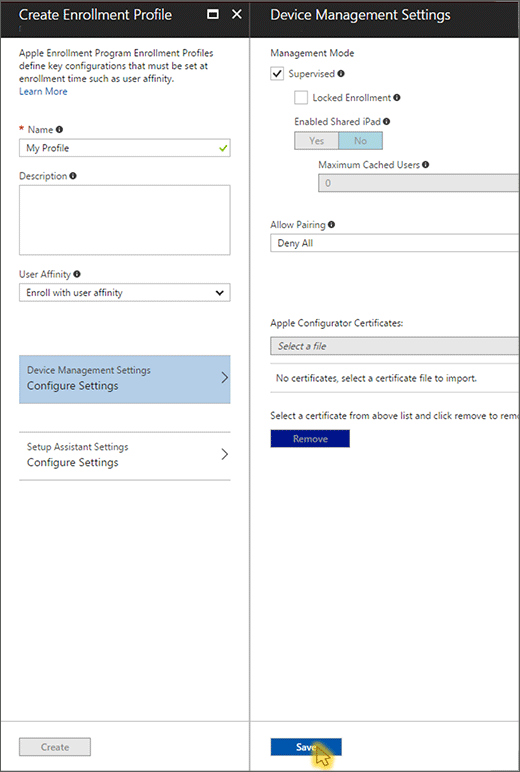 Create Enrollment Profile
Apple Enrollment Program Enrollment Profiles
define key configurations that must be set at
enrollment time such as user affinity.
Learn More
* Name
My Profile
Description
User Affinity
Enroll with user affinity
Device Management Settings
Configure Settings
Setup Assistant Settings
Configure Settings
Create
Device Management Settings
Management Mode
Supervised
Locked Enrollment
Enabled Shared iPad
Yes No
Maximum Cached Users
0
Allow Pairing
Deny All
Apple Configurator Certificates:
Select a file
No certificates, select a certificate file to import.
Select a certificate from above list and click remove to remo
Remove
Save